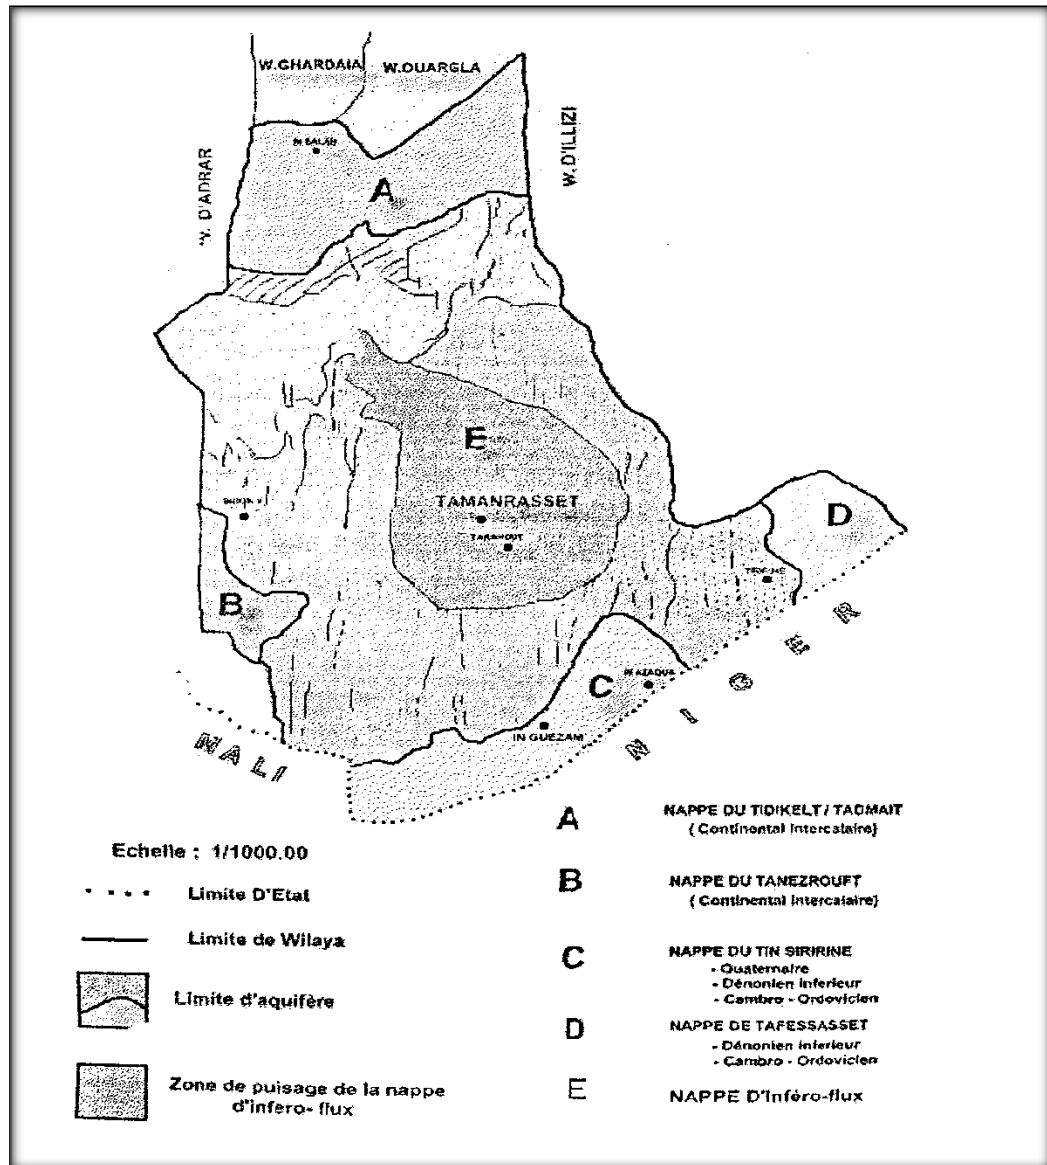 W.GHARDAIA
W.OUARGLA
W. D'ADRAR
W. D'ILLIZI
IN SALAH
A
E
TAMANRASSET
D
B
C
IN GUEZAM
MALI
NIGER
A NAPPE DU TIDIKELT / TADMAIT
( Continental Intercalaire)
B NAPPE DU TANEZROUFT
( Continental Intercalaire)
C NAPPE DU TIN SIRIRINE
- Quaternaire
- Dénonien inferieur
- Cambro - Ordovicien
D NAPPE DE TAFESSASSET
- Dénonien inferieur
- Cambro - Ordovicien
E NAPPE D'Inféro-flux
Echelle : 1/1000.00
Limite D'Etat
Limite de Wilaya
Limite d'aquifère
Zone de puisage de la nappe
d'infero- flux